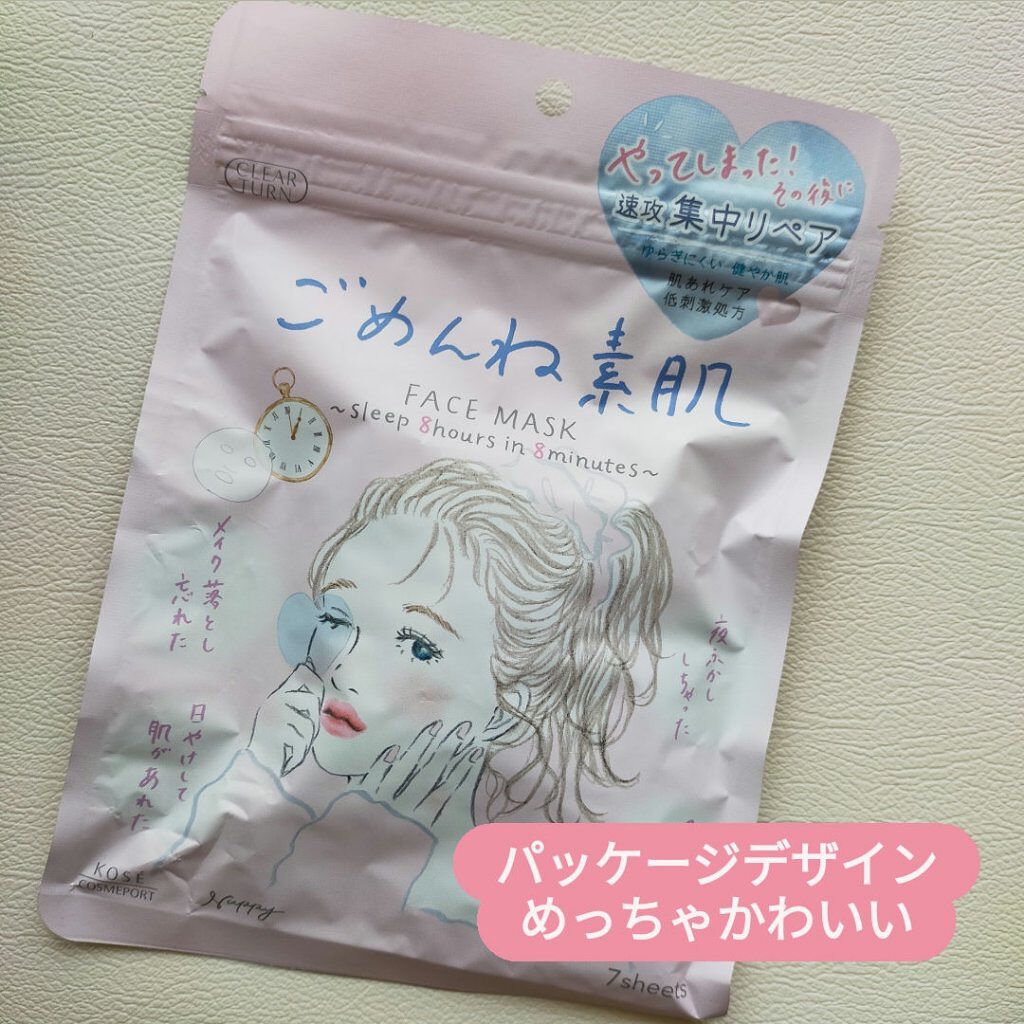 CLEAR
TURN
やってしまった!
その後に
速攻 集中リペア
ゆらぎにくい 健やか肌
肌あれケア
低刺激処方
ごめんね素肌
FACE MASK
~sleep 8hours in 8minutes~
メイク落とし
忘れた
夜ふかし
しちゃった
日やけして
肌があれた
KOSÉ
COSMEPORT
パッケージデザイン
めっちゃかわいい
7sheets